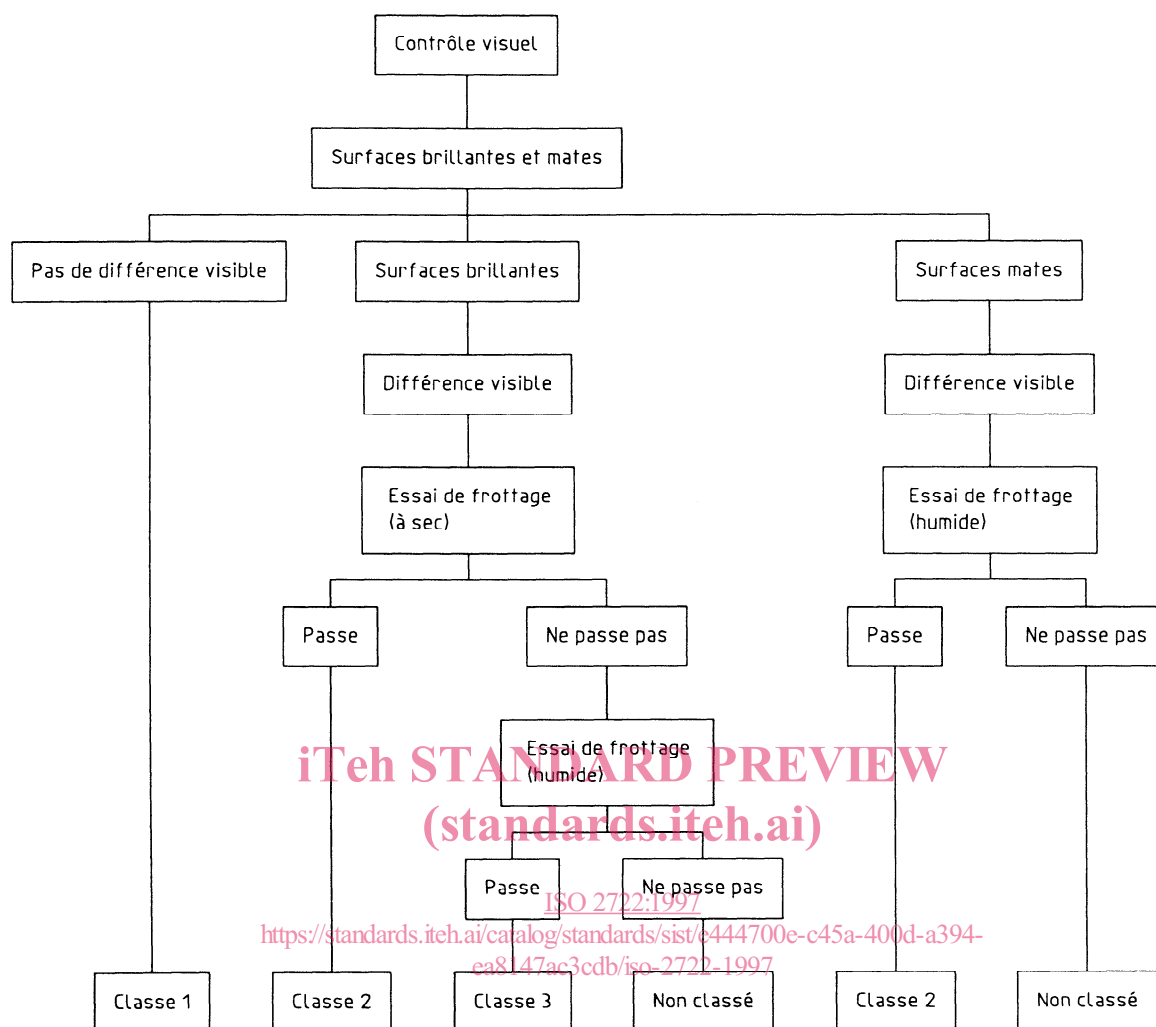 Contrôle visuel
Surfaces brillantes et mates
Pas de différence visible
Surfaces brillantes
Surfaces mates
Différence visible
Différence visible
Essai de frottage
(à sec)
Essai de frottage
(humide)
Passe
Ne passe pas
Passe
Ne passe pas
Essai de frottage
(humide)
iTeh STANDARD PREVIEW
(standards.iteh.ai)
Passe
Ne passe pas
ISO 2722:1997
https://standards.iteh.ai/catalog/standards/sist/e444700e-c45a-400d-a394-
ea8147ac3cdb/iso-2722-1997
Classe 1
Classe 2
Classe 3
Non classé
Classe 2
Non classé